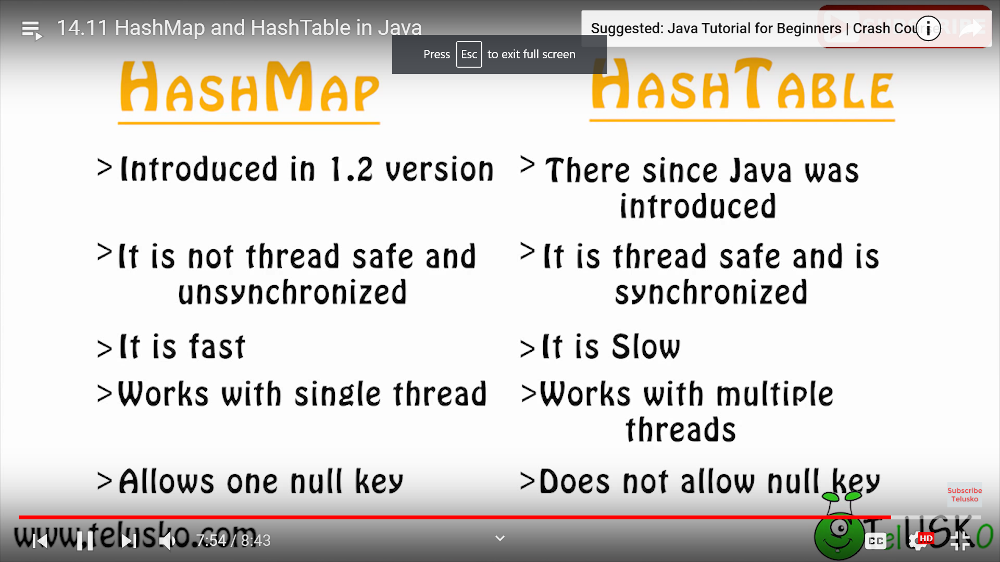 14.11 HashMap and HashTable in Java
Suggested: Java Tutorial for Beginners | Crash Cou
Press Esc to exit full screen
HASHMAP
HASHTABLE
> Introduced in 1.2 version
> There since Java was
introduced
> It is not thread safe and
unsynchronized
> It is thread safe and is
synchronized
> It is fast
> It is Slow
> Works with single thread
> Works with multiple
threads
> Allows one null key
> Does not allow null key
Subscribe
Telusko
www.telusko.com
7:54 / 8:43
CC
HD
TelUSKO